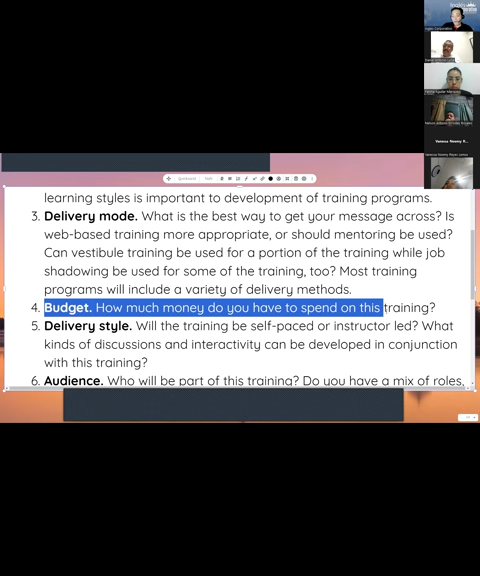 learning styles is important to development of training programs.
3. Delivery mode. What is the best way to get your message across? Is
web-based training more appropriate, or should mentoring be used?
Can vestibule training be used for a portion of the training while job
shadowing be used for some of the training, too? Most training
programs will include a variety of delivery methods.
4. Budget. How much money do you have to spend on this training?
5. Delivery style. Will the training be self-paced or instructor led? What
kinds of discussions and interactivity can be developed in conjunction
with this training?
6. Audience. Who will be part of this training? Do you have a mix of roles,
Vanessa Noemy R...